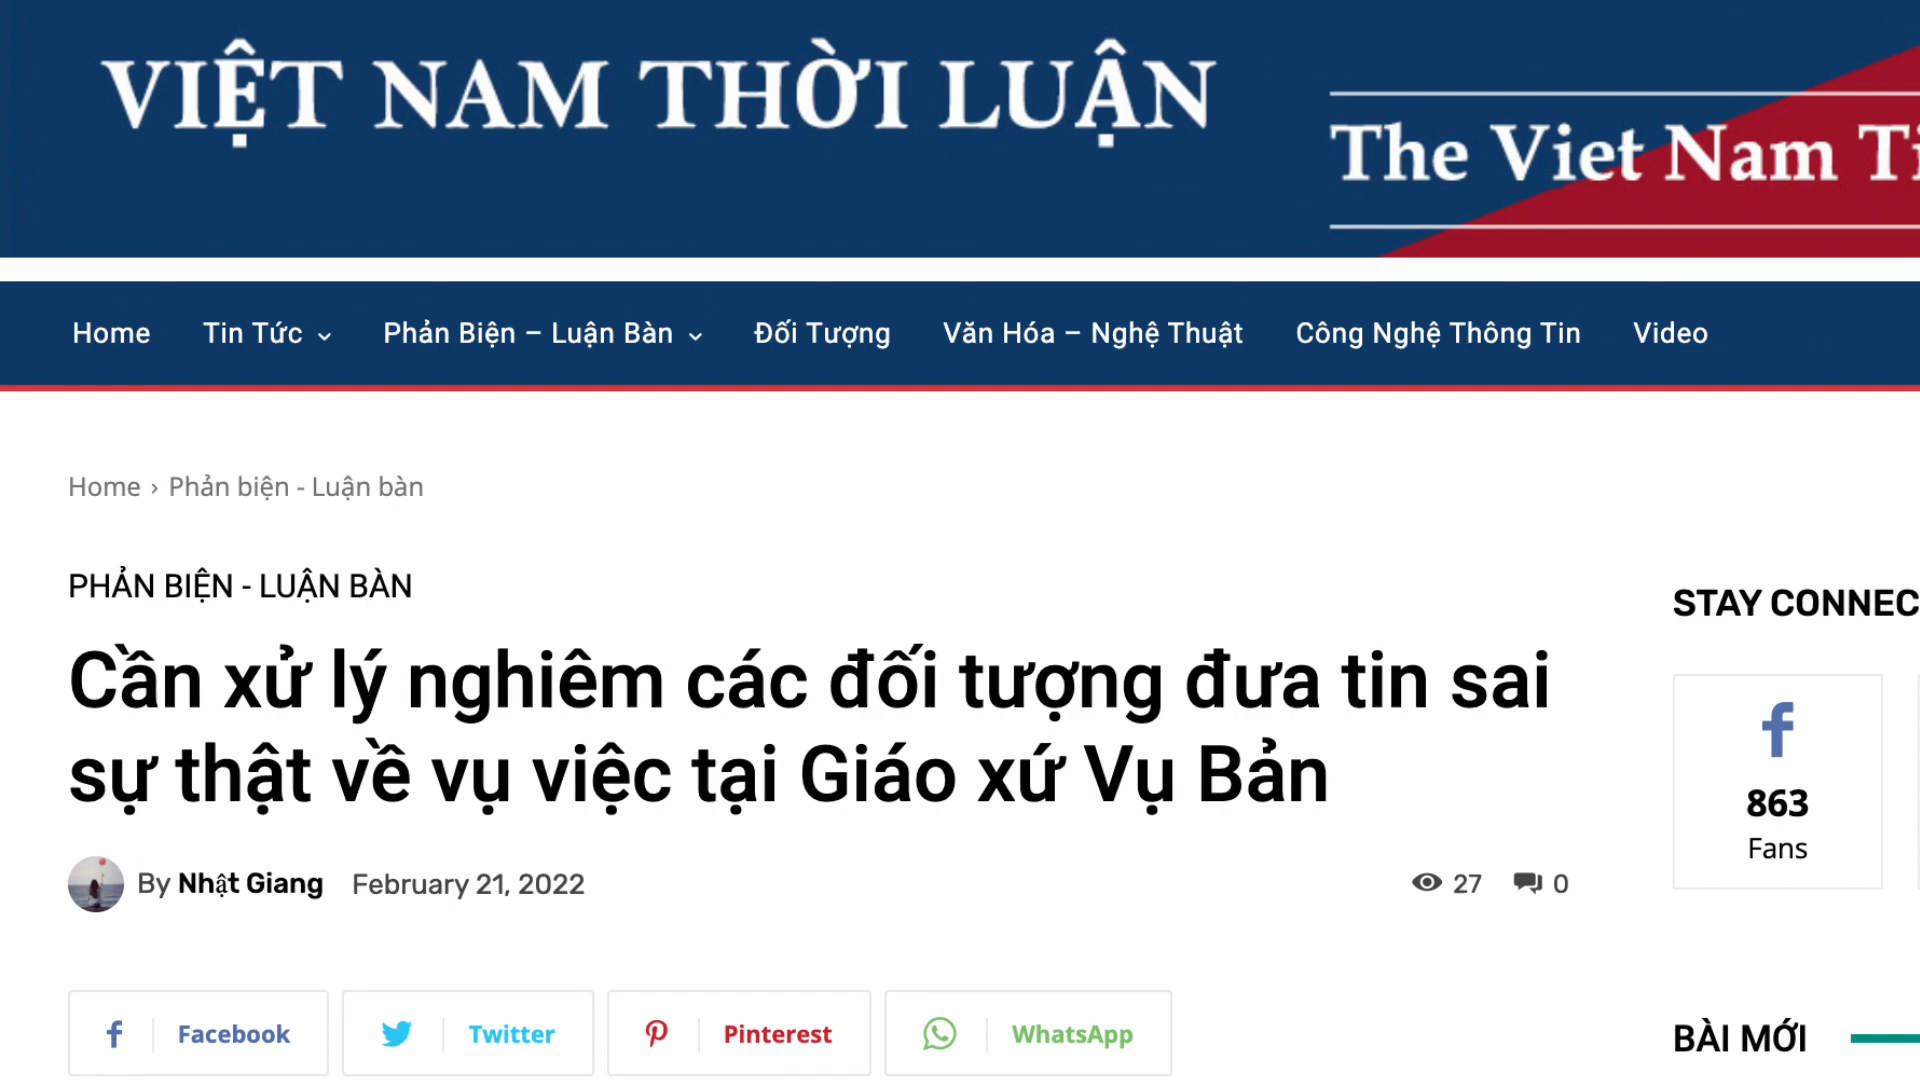 VIỆT NAM THỜI LUẬN
The Viet Nam
Home Tin Tức Phản Biện – Luận Bàn Đối Tượng Văn Hóa – Nghệ Thuật Công Nghệ Thông Tin Video
Home › Phản biện - Luận bàn
PHẢN BIỆN - LUẬN BÀN
Cần xử lý nghiêm các đối tượng đưa tin sai
sự thật về vụ việc tại Giáo xứ Vụ Bản
By Nhật Giang February 21, 2022 27 0
Facebook Twitter Pinterest WhatsApp
STAY CONNEC
863
Fans
BÀI MỚI